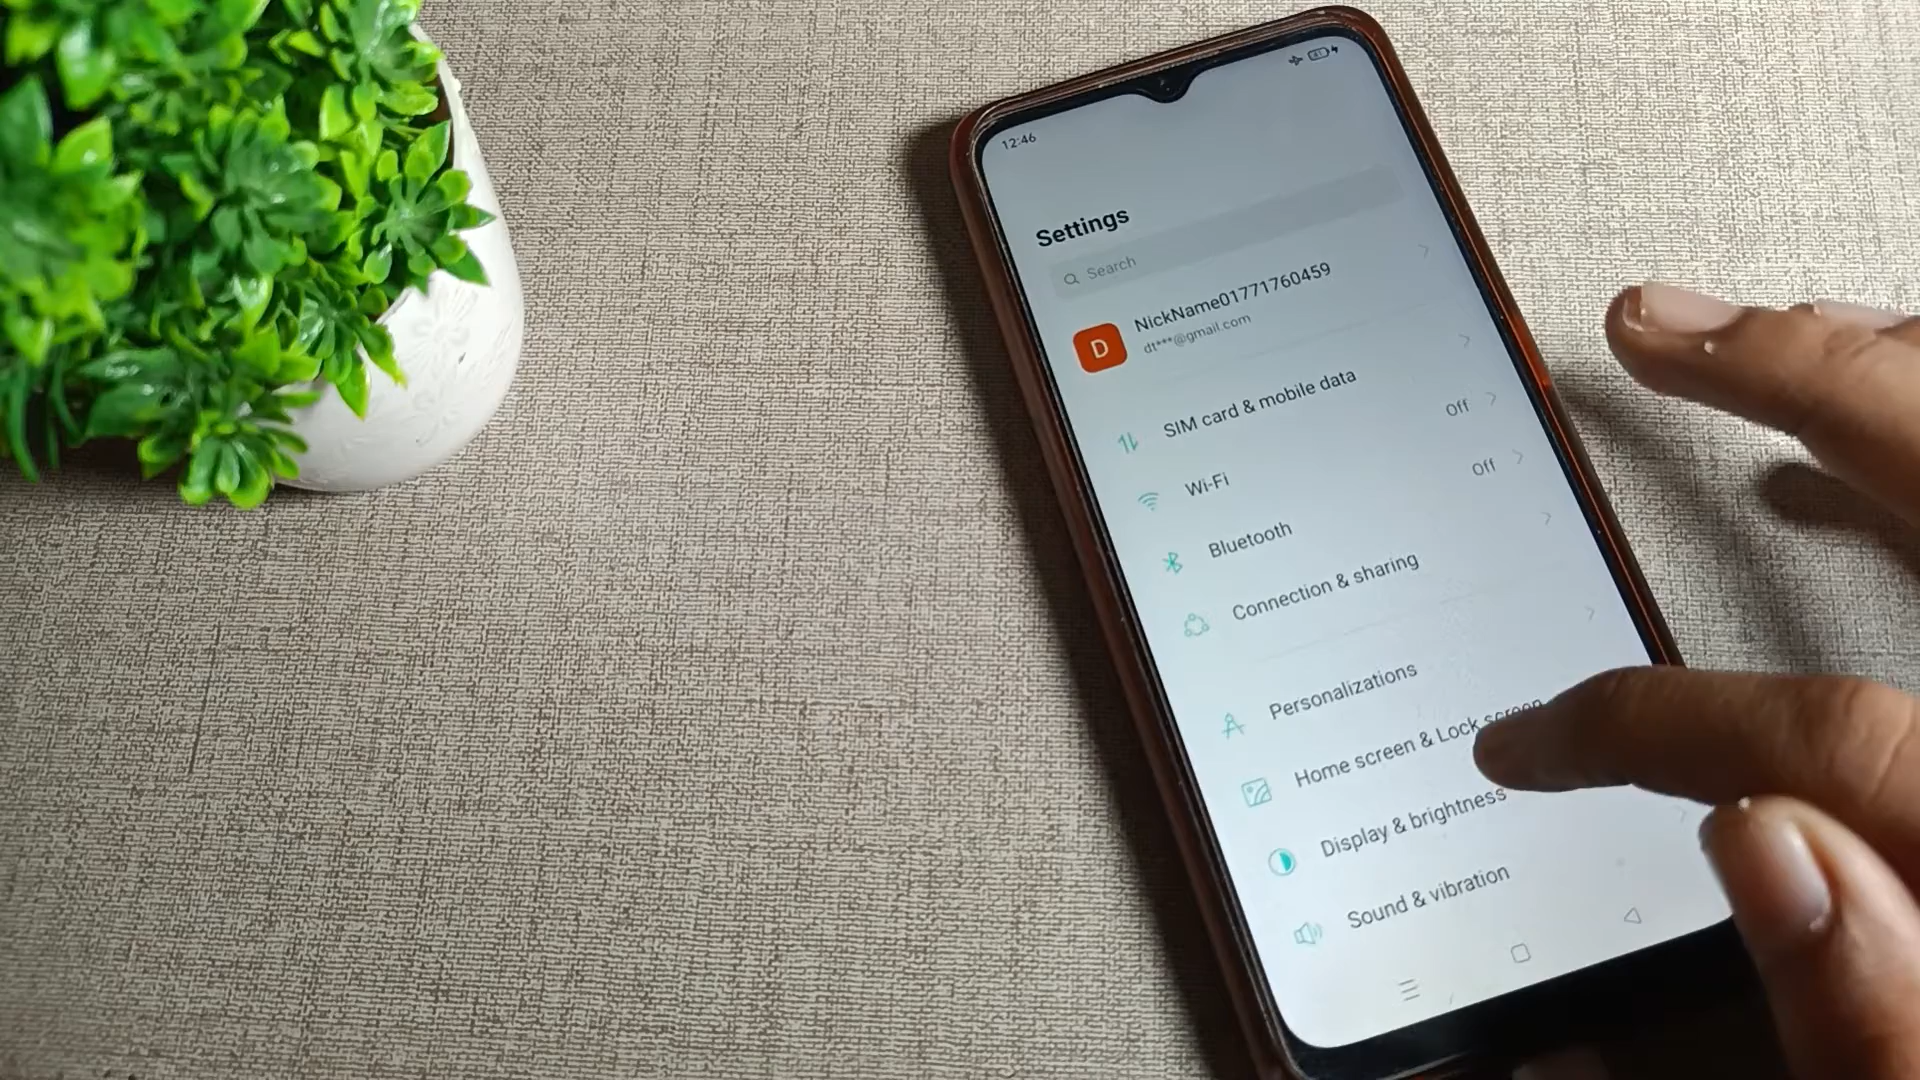 12:46
Settings
Search
D
NickName01771760459
dt***@gmail.com
SIM card & mobile data
Wi-Fi
Off
Bluetooth
Off
Connection & sharing
Personalizations
Home screen & Lock screen
Display & brightness
Sound & vibration